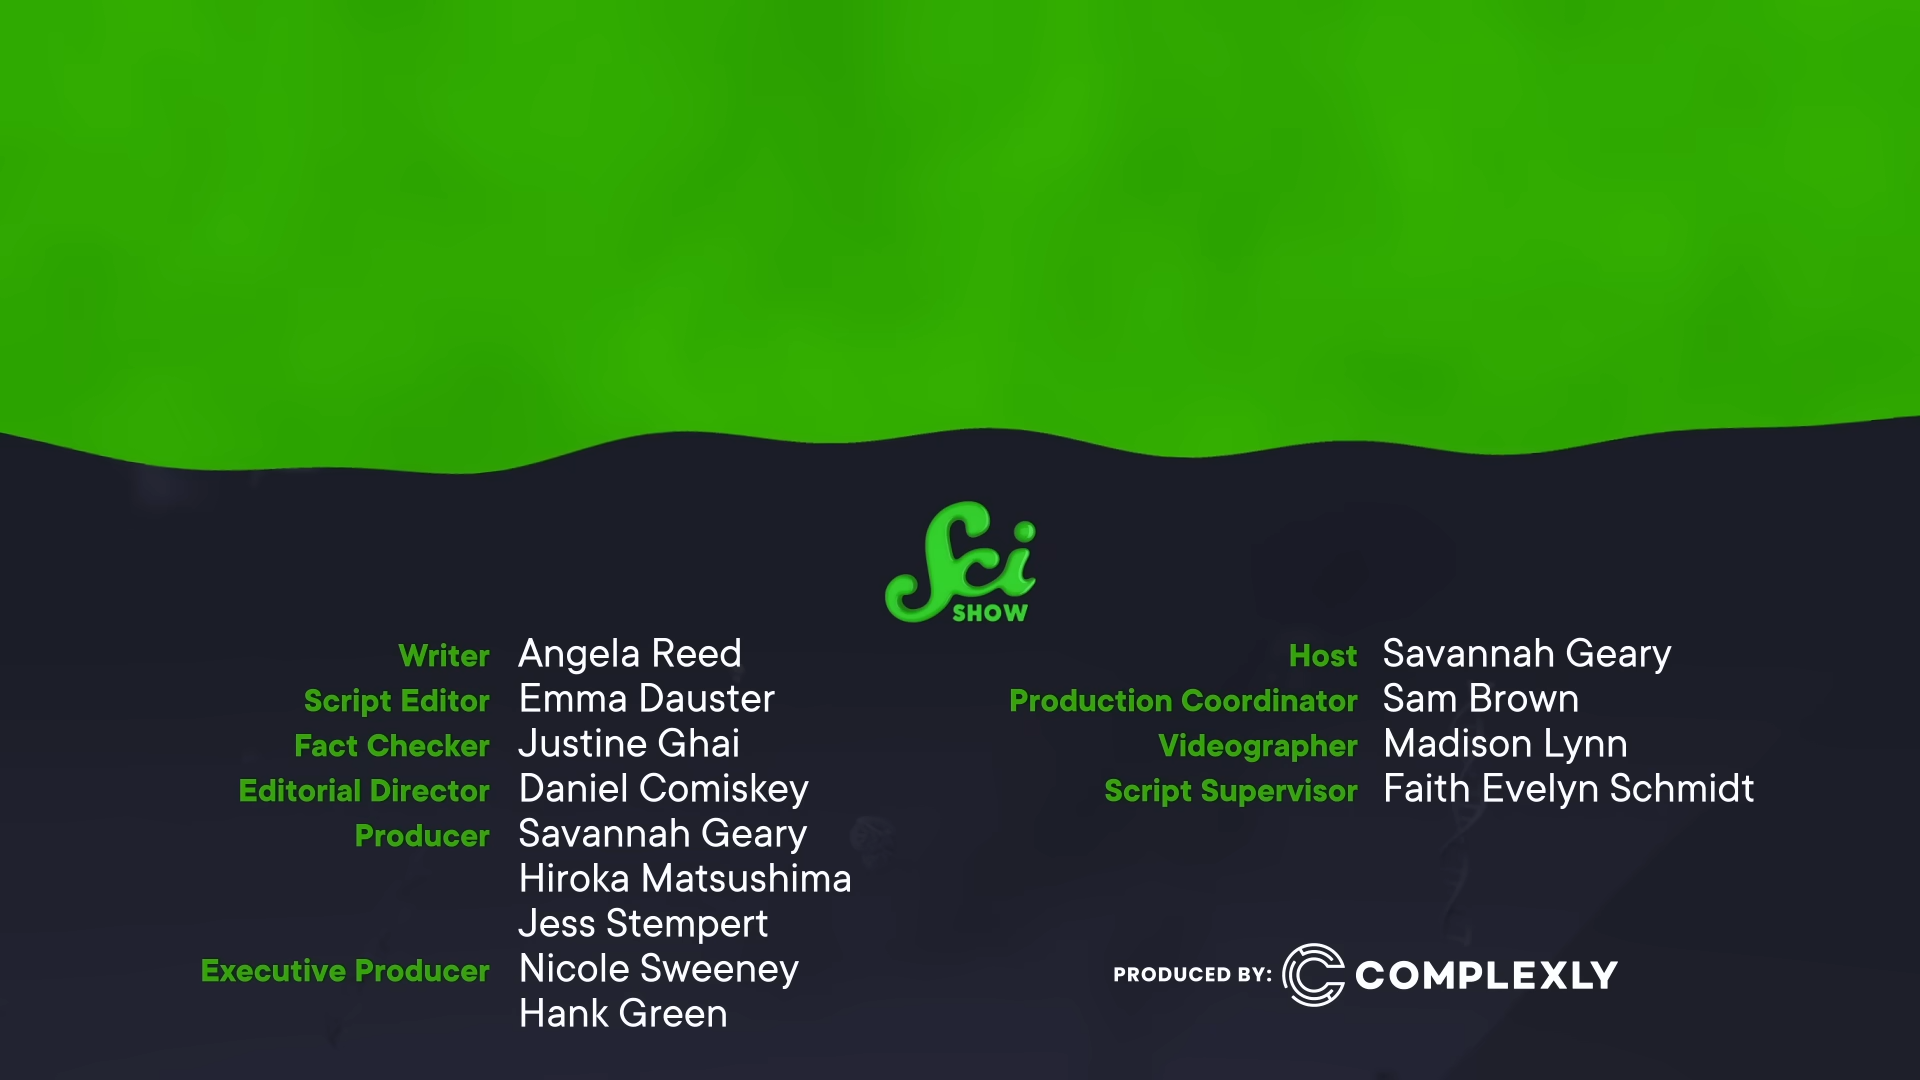 Sci
SHOW
Writer Angela Reed
Script Editor Emma Dauster
Fact Checker Justine Ghai
Editorial Director Daniel Comiskey
Producer Savannah Geary
Hiroka Matsushima
Jess Stempert
Executive Producer Nicole Sweeney
Hank Green
Host Savannah Geary
Production Coordinator Sam Brown
Videographer Madison Lynn
Script Supervisor Faith Evelyn Schmidt
PRODUCED BY: COMPLEXLY